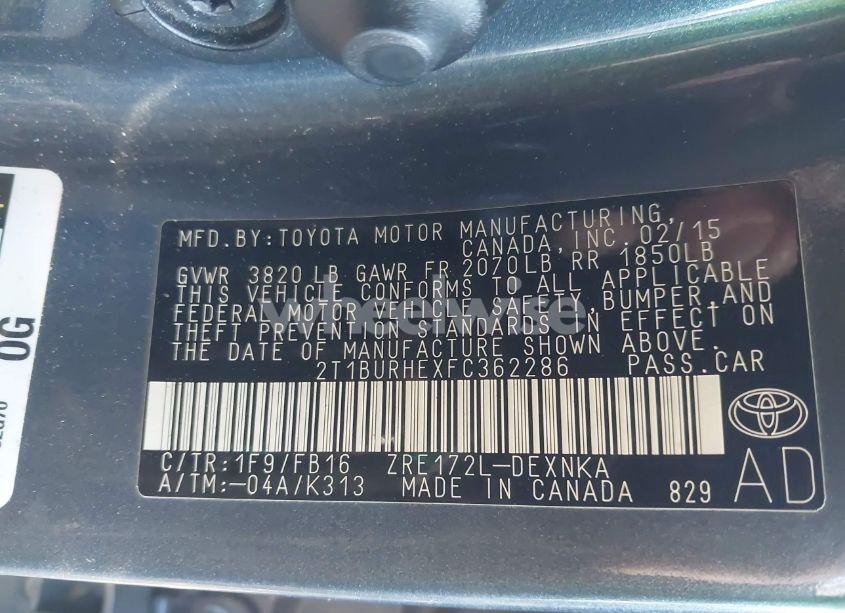 MFD. BY: TOYOTA MOTOR MANUFACTURING,
CANADA, INC. 02/15
GVWR 3820 LB GAWR FR 2070 LB, RR 1850LB
THIS VEHICLE CONFORMS TO ALL APPLICABLE
FEDERAL MOTOR VEHICLE SAFETY, BUMPER, AND
THEFT PREVENTION STANDARDS IN EFFECT ON
THE DATE OF MANUFACTURE SHOWN ABOVE.
2T1BURHEXFC362286 PASS. CAR
C/TR: 1F9/FB16 ZRE172L-DEXNKA
A/TM: -04A/K313 MADE IN CANADA 829
AD
0G
wheelwise